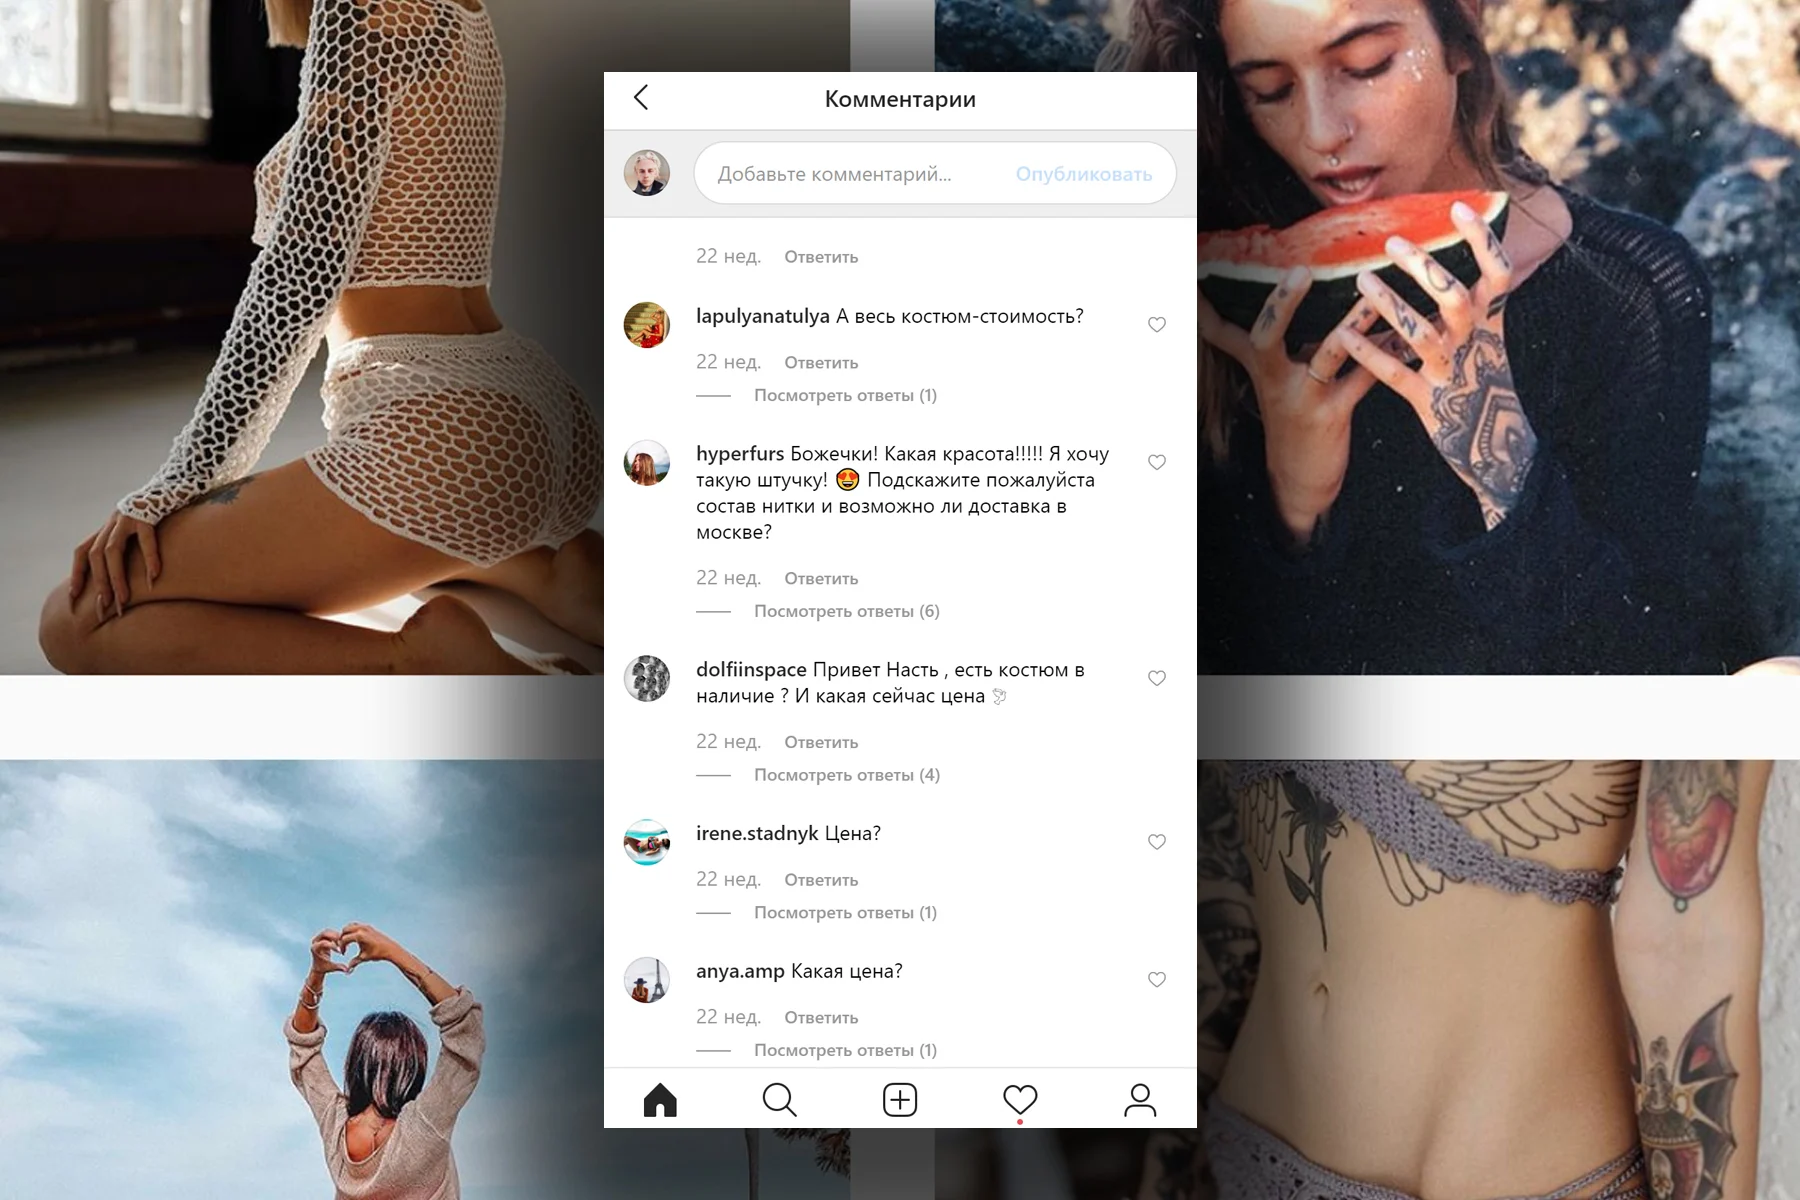 Комментарии
Добавьте комментарий... Опубликовать
22 нед. Ответить
lapulyanatulya А весь костюм-стоимость?
22 нед. Ответить
Посмотреть ответы (1)
hyperfurs Божечки! Какая красота!!!!! Я хочу
такую штучку! 😍 Подскажите пожалуйста
состав нитки и возможно ли доставка в
москве?
22 нед. Ответить
Посмотреть ответы (6)
dolfiinspace Привет Насть , есть костюм в
наличие ? И какая сейчас цена
22 нед. Ответить
Посмотреть ответы (4)
irene.stadnyk Цена?
22 нед. Ответить
Посмотреть ответы (1)
anya.amp Какая цена?
22 нед. Ответить
Посмотреть ответы (1)